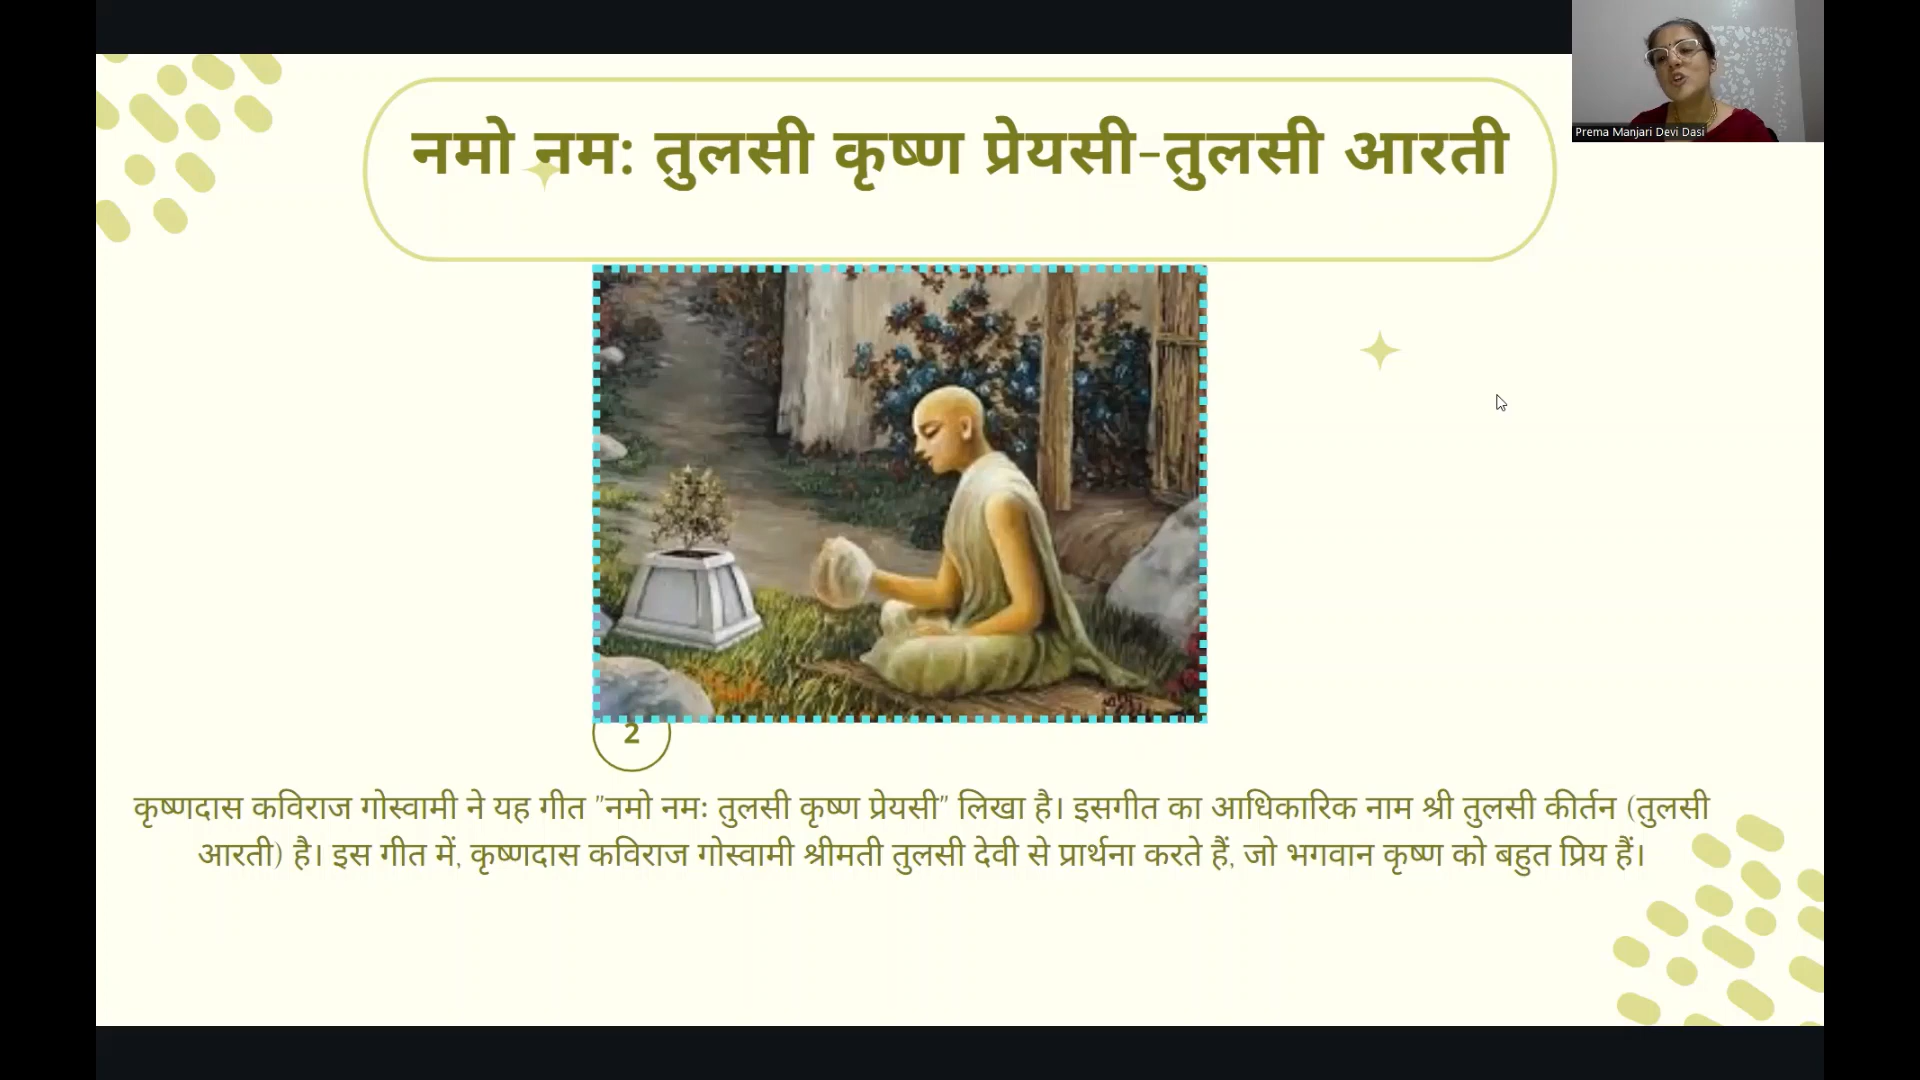 नमो नम: तुलसी कृष्ण प्रेयसी-तुलसी आरती
Prema Manjari Devi Dasi
2
कृष्णदास कविराज गोस्वामी ने यह गीत "नमो नमः तुलसी कृष्ण प्रेयसी" लिखा है। इसगीत का आधिकारिक नाम श्री तुलसी कीर्तन (तुलसी
आरती) है। इस गीत में, कृष्णदास कविराज गोस्वामी श्रीमती तुलसी देवी से प्रार्थना करते हैं, जो भगवान कृष्ण को बहुत प्रिय हैं।